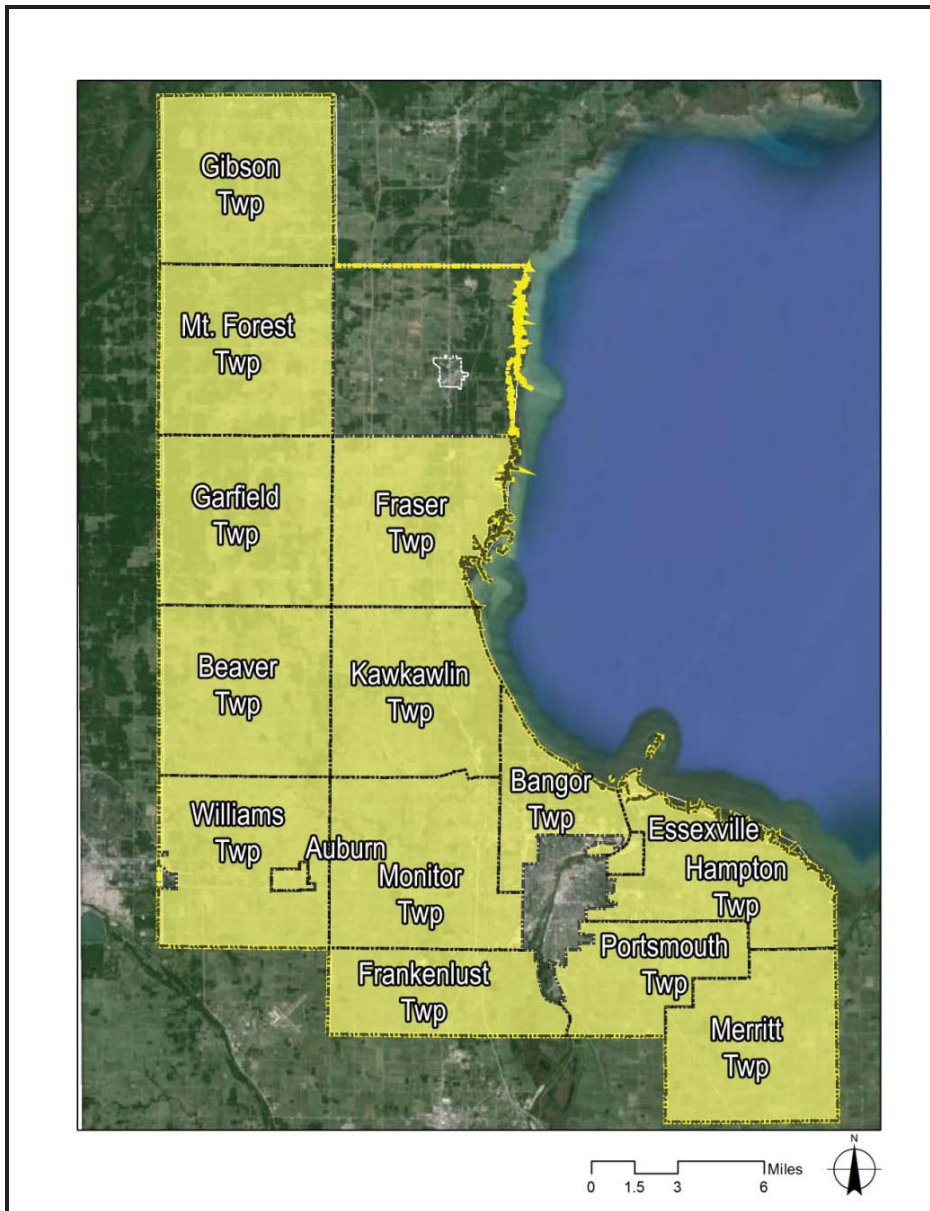 Gibson
Twp
Mt. Forest
Twp
Garfield
Twp
Fraser
Twp
Beaver
Twp
Kawkawlin
Twp
Williams
Twp
Auburn
Monitor
Twp
Bangor
Twp
Essexville
Hampton
Twp
Portsmouth
Twp
Frankenlust
Twp
Merritt
Twp
N
Miles
0 1.5 3 6